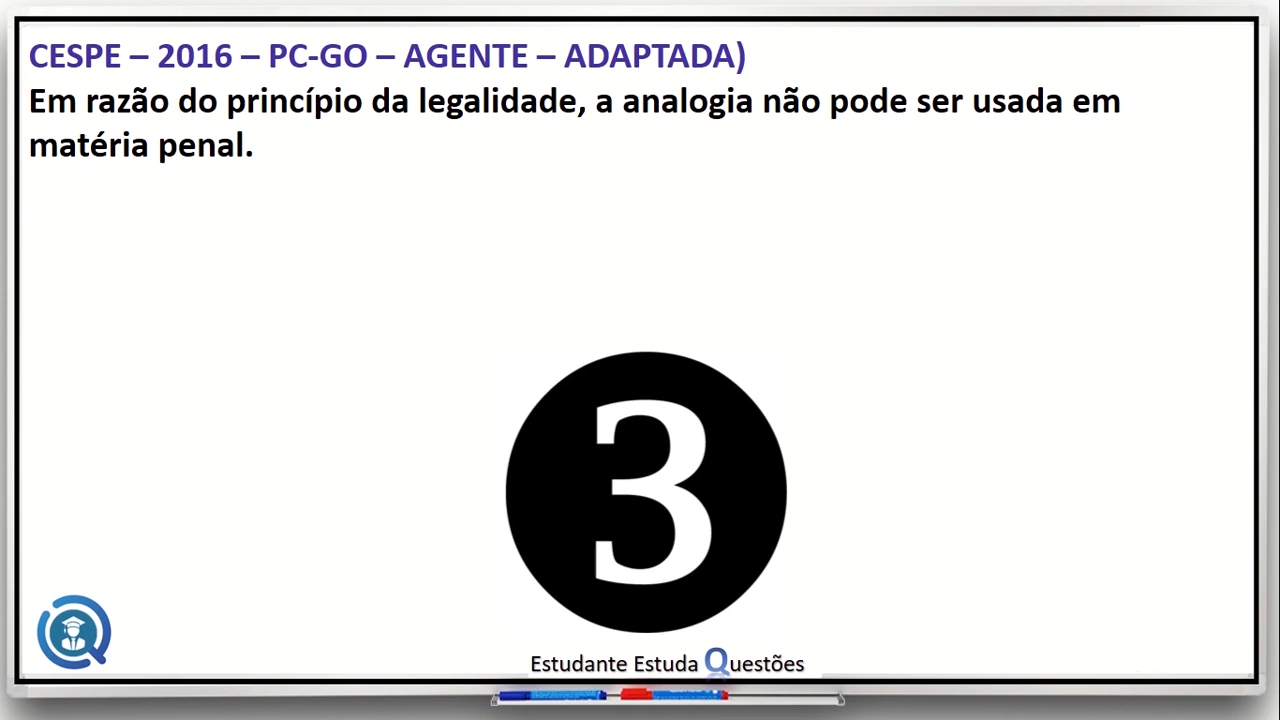 CESPE – 2016 – PC-GO – AGENTE – ADAPTADA)
Em razão do princípio da legalidade, a analogia não pode ser usada em
matéria penal.
3
Estudante Estuda Questões